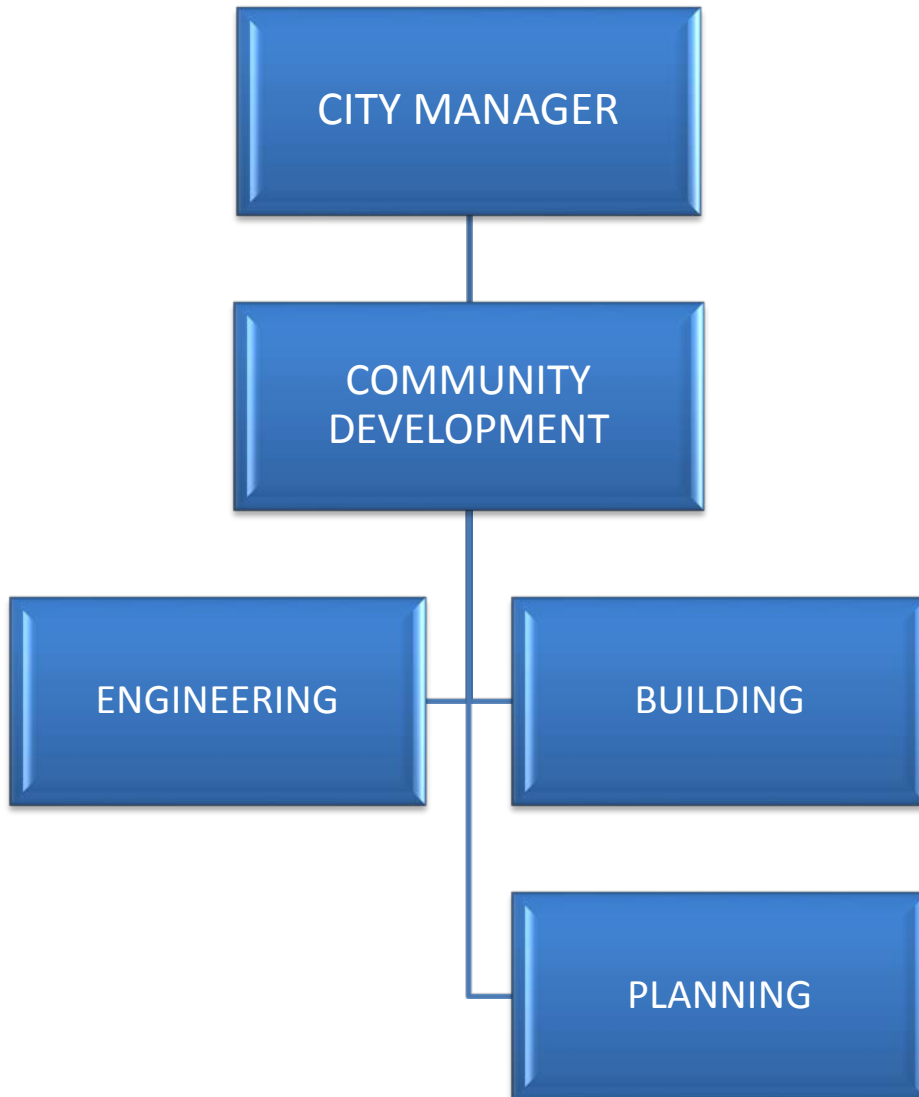 CITY MANAGER
COMMUNITY
DEVELOPMENT
ENGINEERING
BUILDING
PLANNING